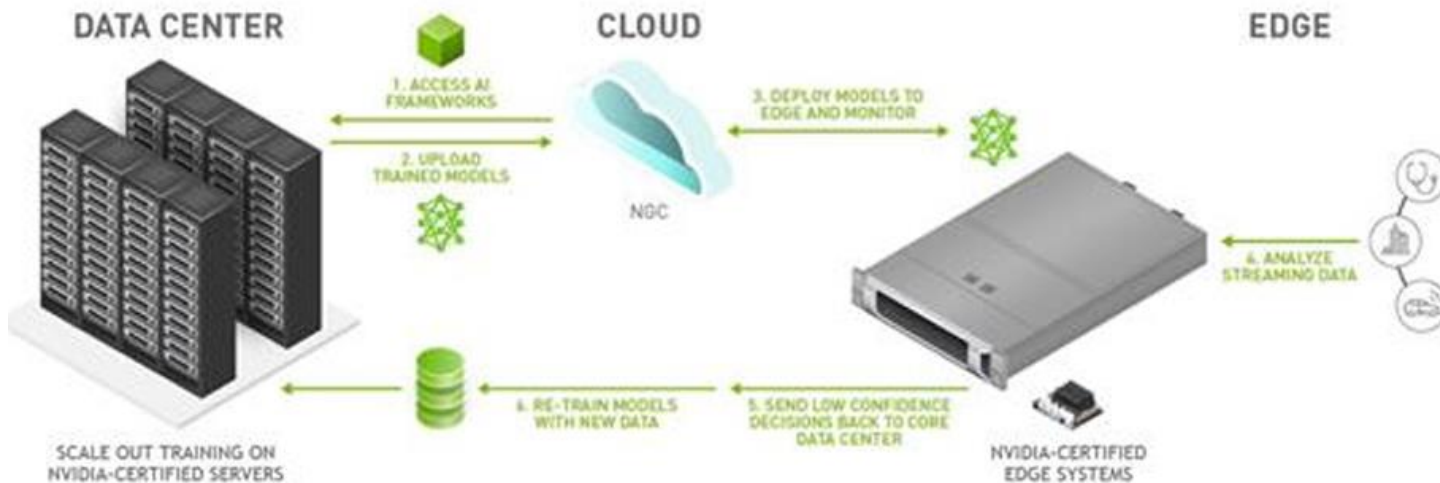 DATA CENTER
CLOUD
EDGE
1. ACCESS AI
FRAMEWORKS
2. UPLOAD
TRAINED MODELS
NGC
3. DEPLOY MODELS TO
EDGE AND MONITOR
4. ANALYZE
STREAMING DATA
5. SEND LOW CONFIDENCE
DECISIONS BACK TO CORE
DATA CENTER
6. RE-TRAIN MODELS
WITH NEW DATA
SCALE OUT TRAINING ON
NVIDIA-CERTIFIED SERVERS
NVIDIA-CERTIFIED
EDGE SYSTEMS